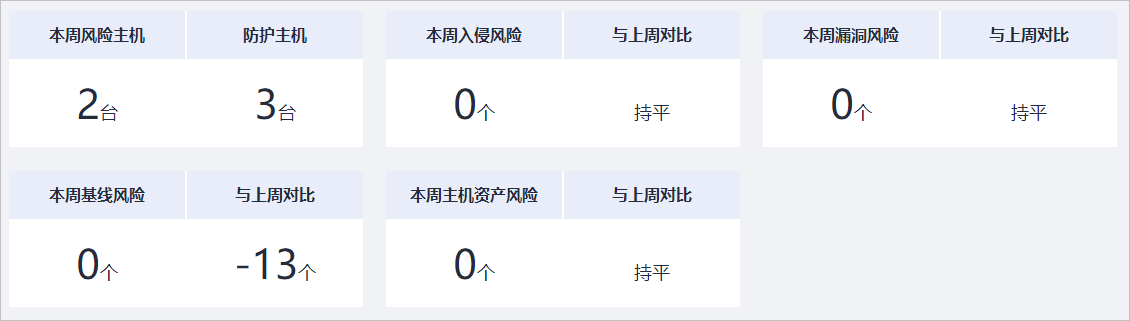 本周风险主机 防护主机 本周入侵风险 与上周对比 本周漏洞风险 与上周对比
2台 3台 0个 持平 0个 持平
本周基线风险 与上周对比 本周主机资产风险 与上周对比
0个 -13个 0个 持平